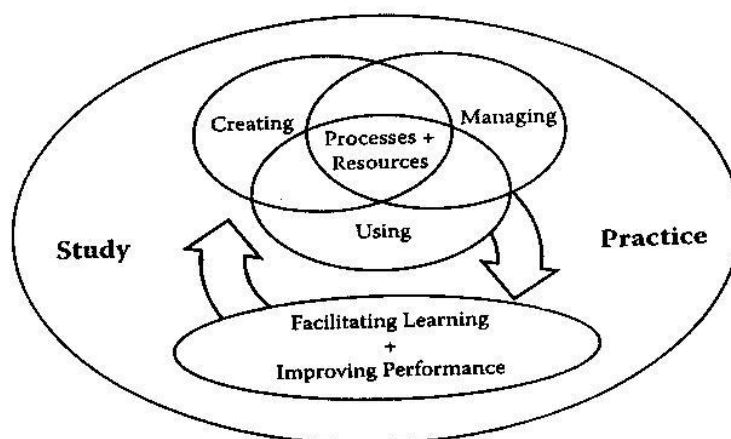 Creating
Managing
Processes +
Resources
Using
Study
Practice
Facilitating Learning
+
Improving Performance